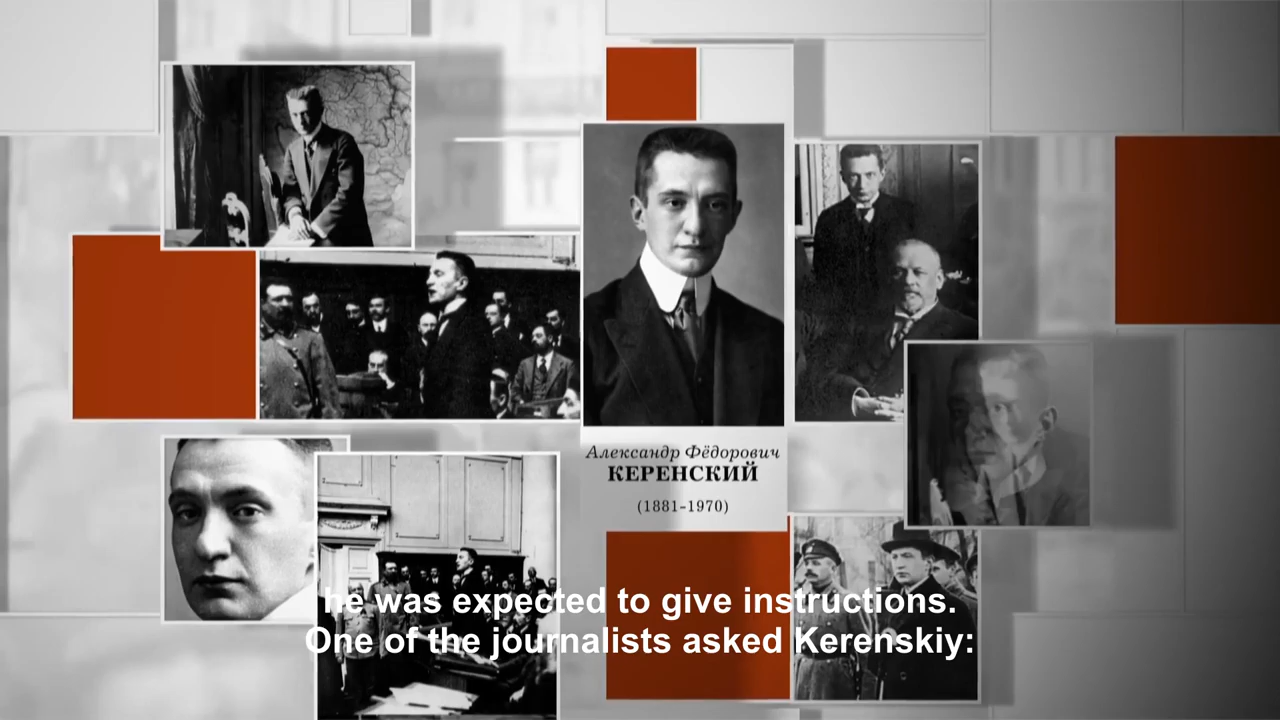 Александр Фёдорович
КЕРЕНСКИЙ
(1881-1970)
he was expected to give instructions.
One of the journalists asked Kerenskiy: